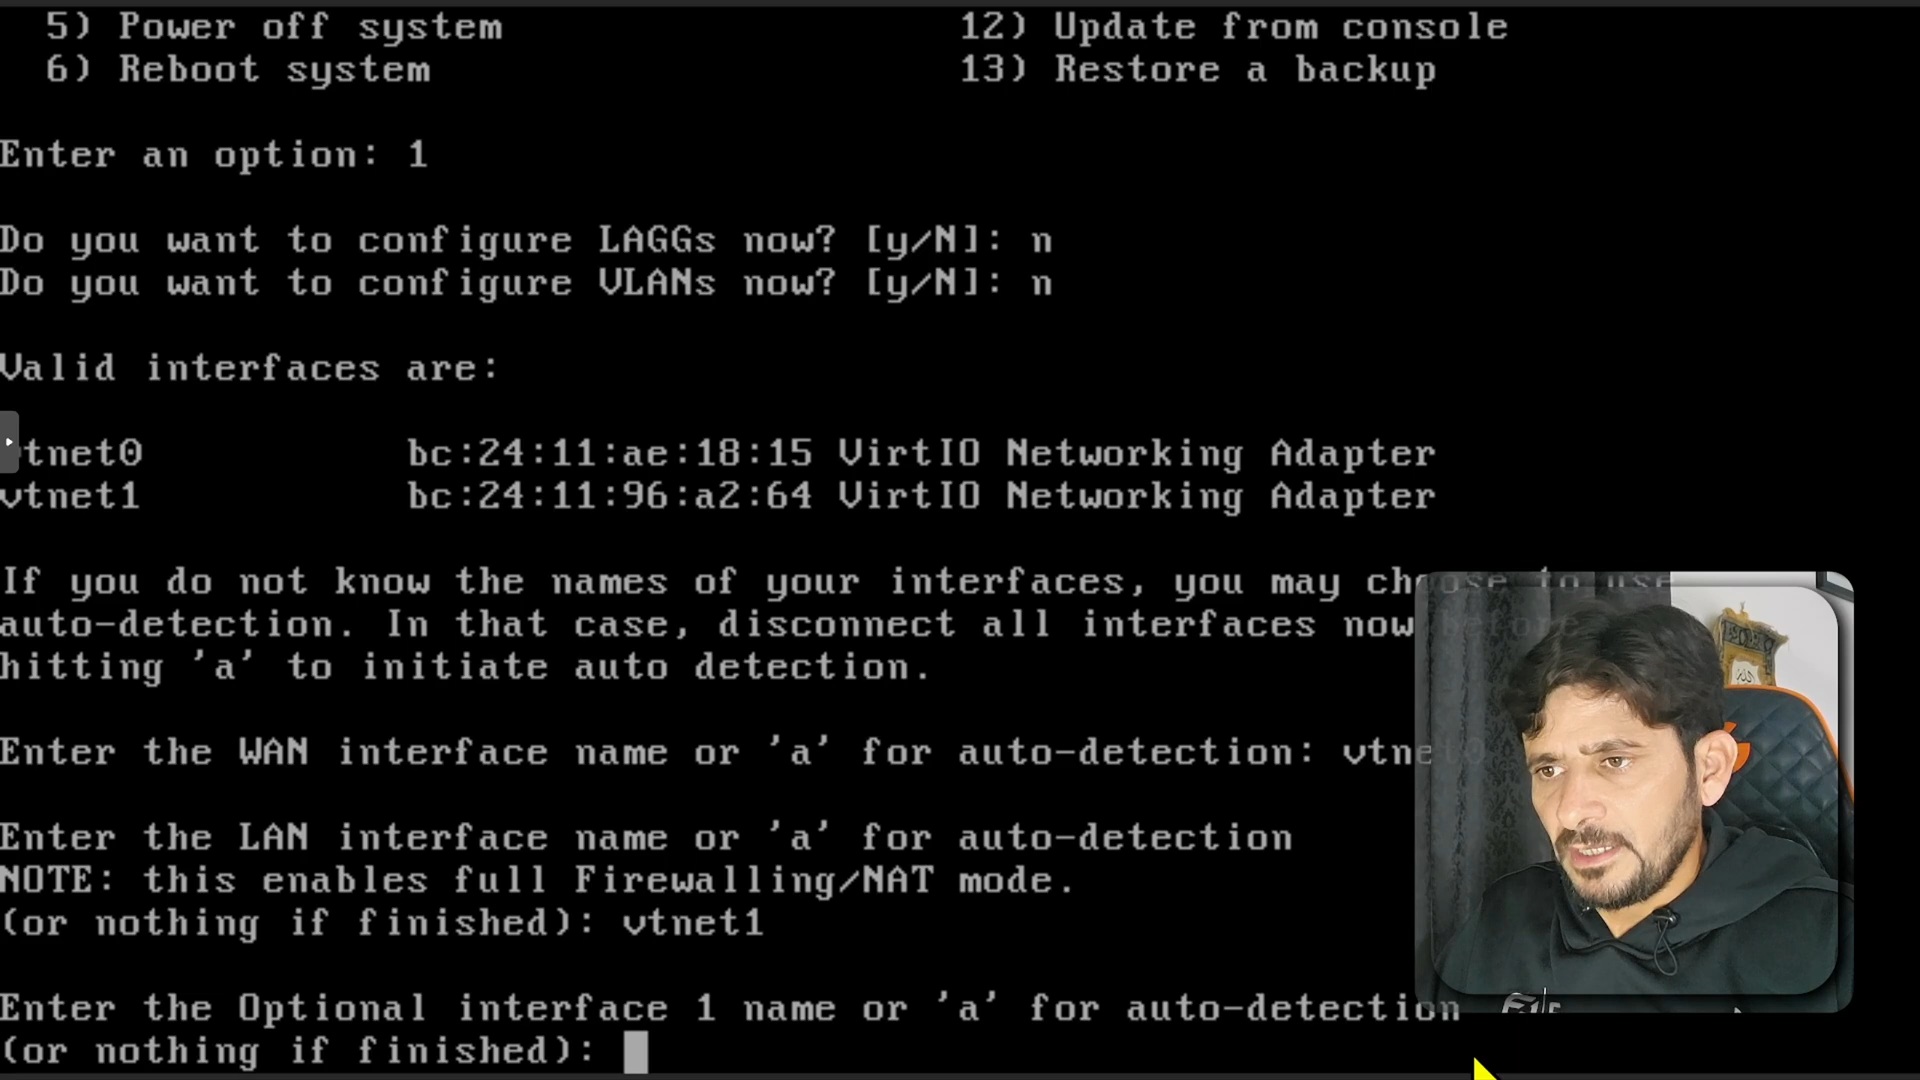 5) Power off system 12) Update from console
6) Reboot system 13) Restore a backup
Enter an option: 1
Do you want to configure LAGGs now? [y/N]: n
Do you want to configure VLANs now? [y/N]: n
Valid interfaces are:
vtnet0 bc:24:11:ae:18:15 VirtIO Networking Adapter
vtnet1 bc:24:11:96:a2:64 VirtIO Networking Adapter
If you do not know the names of your interfaces, you may choose to use
auto-detection. In that case, disconnect all interfaces now before
hitting 'a' to initiate auto detection.
Enter the WAN interface name or 'a' for auto-detection: vtnet0
Enter the LAN interface name or 'a' for auto-detection
NOTE: this enables full Firewalling/NAT mode.
(or nothing if finished): vtnet1
Enter the Optional interface 1 name or 'a' for auto-detection
(or nothing if finished):